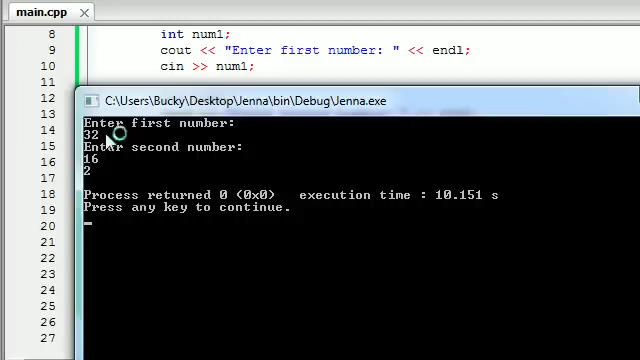 main.cpp
8 int num1;
9 cout << "Enter first number: " << endl;
10 cin >> num1;
11
12
13
14
15
16
17
18
19
20
21
22
23
24
25
26
27
C:\Users\Bucky\Desktop\Jenna\bin\Debug\Jenna.exe
Enter first number:
32
Enter second number:
16
2
Process returned 0 (0x0) execution time : 10.151 s
Press any key to continue.